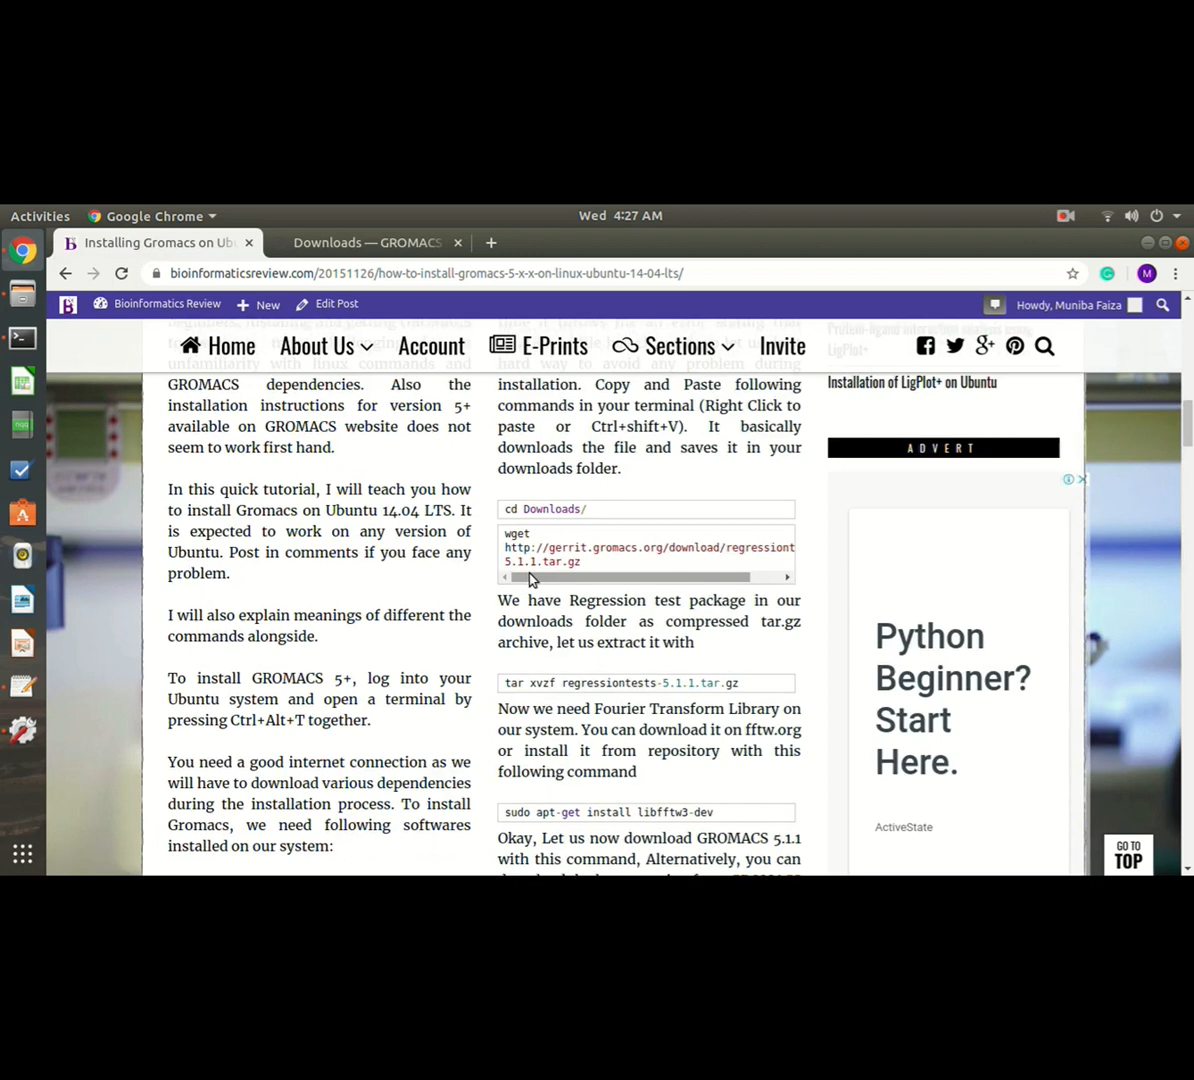 Activities
Google Chrome
Wed 4:27 AM
Installing Gromacs on Ub
Downloads — GROMACS
bioinformaticsreview.com/20151126/how-to-install-gromacs-5-x-x-on-linux-ubuntu-14-04-lts/
M
Bioinformatics Review
New
Edit Post
Howdy, Muniba Faiza
Home
About Us
Account
E-Prints
Sections
Invite
GROMACS dependencies. Also the
installation instructions for version 5+
available on GROMACS website does not
seem to work first hand.
In this quick tutorial, I will teach you how
to install Gromacs on Ubuntu 14.04 LTS. It
is expected to work on any version of
Ubuntu. Post in comments if you face any
problem.
I will also explain meanings of different the
commands alongside.
To install GROMACS 5+, log into your
Ubuntu system and open a terminal by
pressing Ctrl+Alt+T together.
You need a good internet connection as we
will have to download various dependencies
during the installation process. To install
Gromacs, we need following softwares
installed on our system:
installation. Copy and Paste following
commands in your terminal (Right Click to
paste or Ctrl+shift+V). It basically
downloads the file and saves it in your
downloads folder.
cd Downloads/
wget
http://gerrit.gromacs.org/download/regressiont
5.1.1.tar.gz
We have Regression test package in our
downloads folder as compressed tar.gz
archive, let us extract it with
tar xvzf regressiontests-5.1.1.tar.gz
Now we need Fourier Transform Library on
our system. You can download it on fftw.org
or install it from repository with this
following command
sudo apt-get install libfftw3-dev
Okay, Let us now download GROMACS 5.1.1
with this command, Alternatively, you can
Protein-ligand interaction analysis using
LigPlot+
Installation of LigPlot+ on Ubuntu
ADVERT
Python
Beginner?
Start
Here.
ActiveState
GO TO
TOP